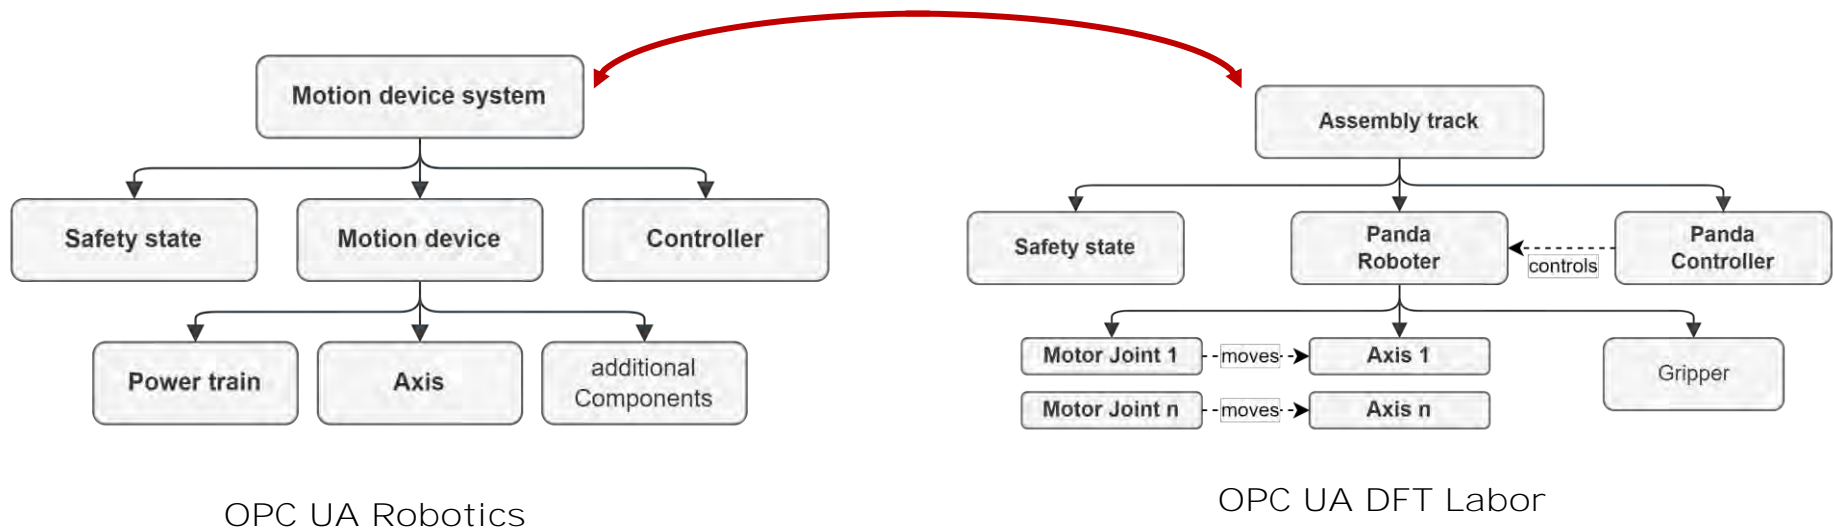 Motion device system
Safety state
Motion device
Controller
Power train
Axis
additional
Components
OPC UA Robotics
Assembly track
Safety state
Panda
Roboter
controls
Panda
Controller
Motor Joint 1
moves
Axis 1
Motor Joint n
moves
Axis n
Gripper
OPC UA DFT Labor